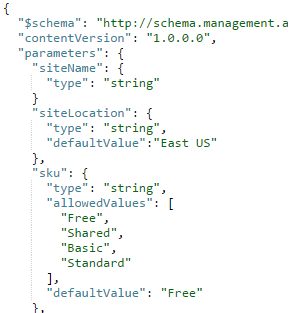 {
"$schema": "http://schema.management.a
"contentVersion": "1.0.0.0",
"parameters": {
"siteName": {
"type": "string"
}
"siteLocation": {
"type": "string",
"defaultValue":"East US"
},
"sku": {
"type": "string",
"allowedValues": [
"Free",
"Shared",
"Basic",
"Standard"
],
"defaultValue": "Free"
},